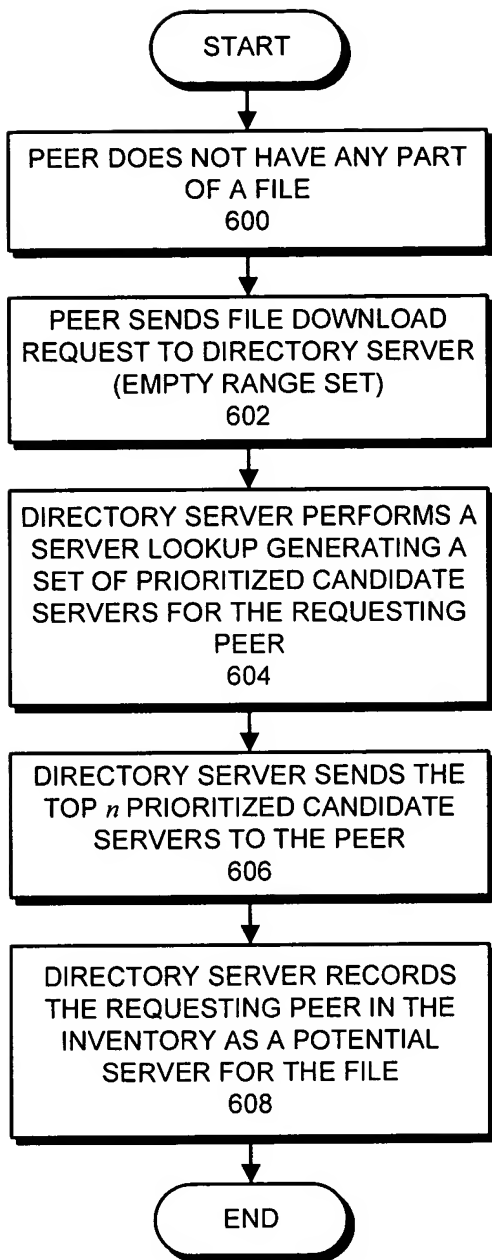 START
PEER DOES NOT HAVE ANY PART
OF A FILE
600
PEER SENDS FILE DOWNLOAD
REQUEST TO DIRECTORY SERVER
(EMPTY RANGE SET)
602
DIRECTORY SERVER PERFORMS A
SERVER LOOKUP GENERATING A
SET OF PRIORITIZED CANDIDATE
SERVERS FOR THE REQUESTING
PEER
604
DIRECTORY SERVER SENDS THE
TOP n PRIORITIZED CANDIDATE
SERVERS TO THE PEER
606
DIRECTORY SERVER RECORDS
THE REQUESTING PEER IN THE
INVENTORY AS A POTENTIAL
SERVER FOR THE FILE
608
END